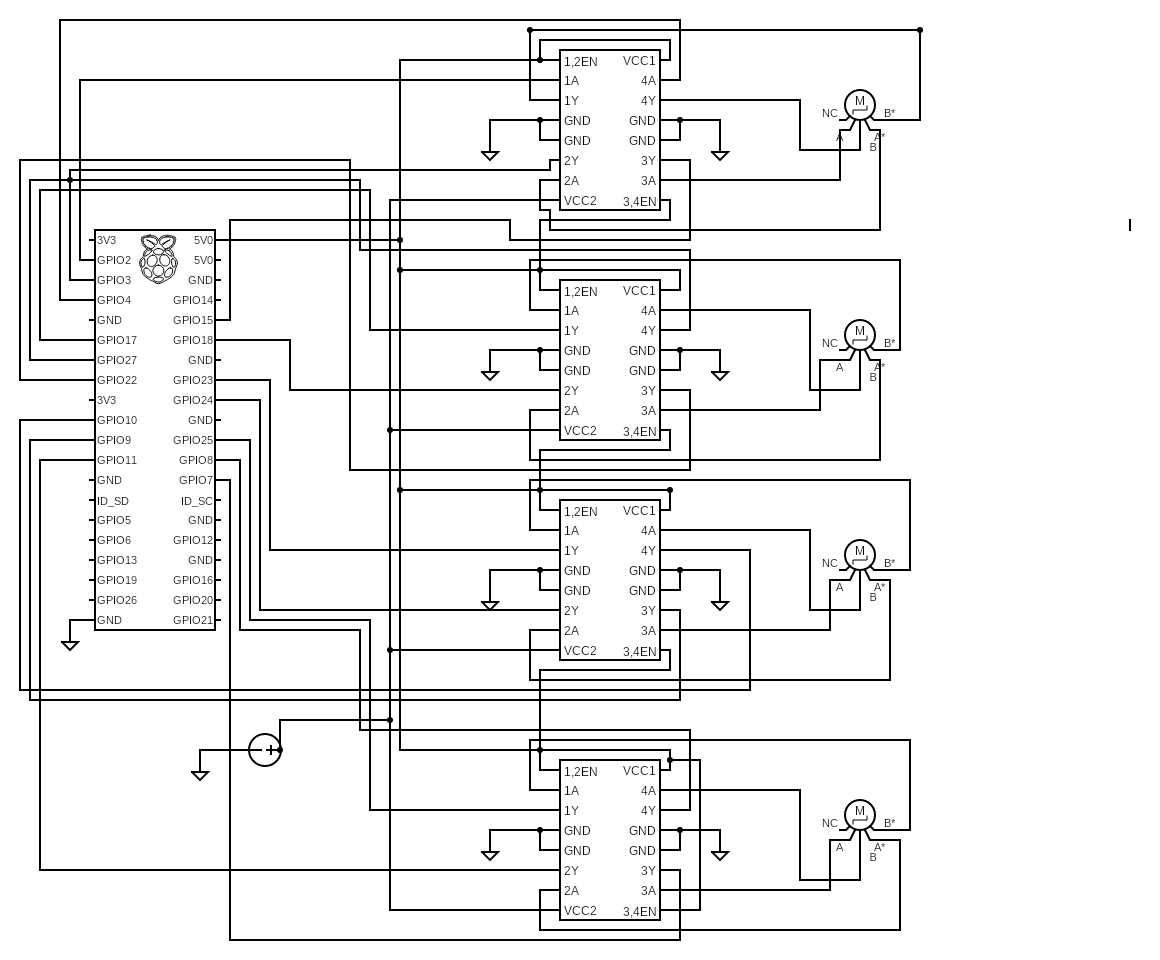 1,2EN VCC1
1A 4A
1Y 4Y
GND GND
GND GND
2Y 3Y
2A 3A
VCC2 3,4EN
M
NC B*
A A*
B
3V3 5V0
GPIO2 5V0
GPIO3 GND
GPIO4 GPIO14
GND GPIO15
GPIO17 GPIO18
GPIO27 GND
GPIO22 GPIO23
3V3 GPIO24
GPIO10 GND
GPIO9 GPIO25
GPIO11 GPIO8
GND GPIO7
ID_SD ID_SC
GPIO5 GND
GPIO6 GPIO12
GPIO13 GND
GPIO19 GPIO16
GPIO26 GPIO20
GND GPIO21
1,2EN VCC1
1A 4A
1Y 4Y
GND GND
GND GND
2Y 3Y
2A 3A
VCC2 3,4EN
M
NC B*
A A*
B
1,2EN VCC1
1A 4A
1Y 4Y
GND GND
GND GND
2Y 3Y
2A 3A
VCC2 3,4EN
M
NC B*
A A*
B
1,2EN VCC1
1A 4A
1Y 4Y
GND GND
GND GND
2Y 3Y
2A 3A
VCC2 3,4EN
M
NC B*
A A*
B